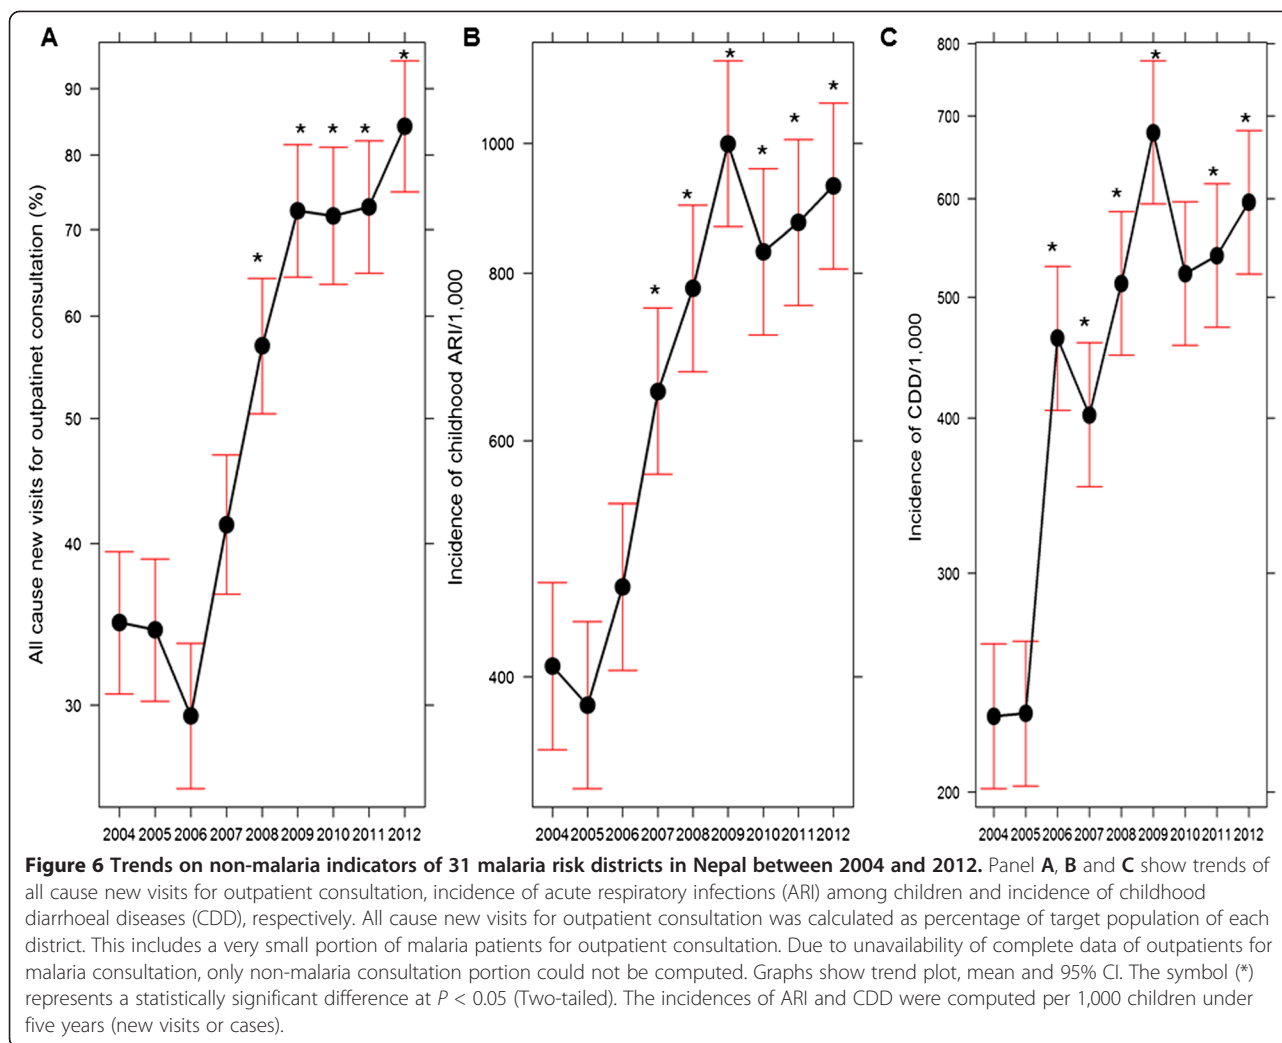 A
B
C
All cause new visits for outpatinet consultation (%)
90
80
70
60
50
40
30
2004 2005 2006 2007 2008 2009 2010 2011 2012
* * * * *
Incidence of childhood ARI/1,000
1000
800
600
400
2004 2005 2006 2007 2008 2009 2010 2011 2012
* * * * * *
Incidence of CDD/1,000
800
700
600
500
400
300
200
2004 2005 2006 2007 2008 2009 2010 2011 2012
* * * * * *
Figure 6 Trends on non-malaria indicators of 31 malaria risk districts in Nepal between 2004 and 2012. Panel A, B and C show trends of
all cause new visits for outpatient consultation, incidence of acute respiratory infections (ARI) among children and incidence of childhood
diarrhoeal diseases (CDD), respectively. All cause new visits for outpatient consultation was calculated as percentage of target population of each
district. This includes a very small portion of malaria patients for outpatient consultation. Due to unavailability of complete data of outpatients for
malaria consultation, only non-malaria consultation portion could not be computed. Graphs show trend plot, mean and 95% CI. The symbol (*)
represents a statistically significant difference at P < 0.05 (Two-tailed). The incidences of ARI and CDD were computed per 1,000 children under
five years (new visits or cases).